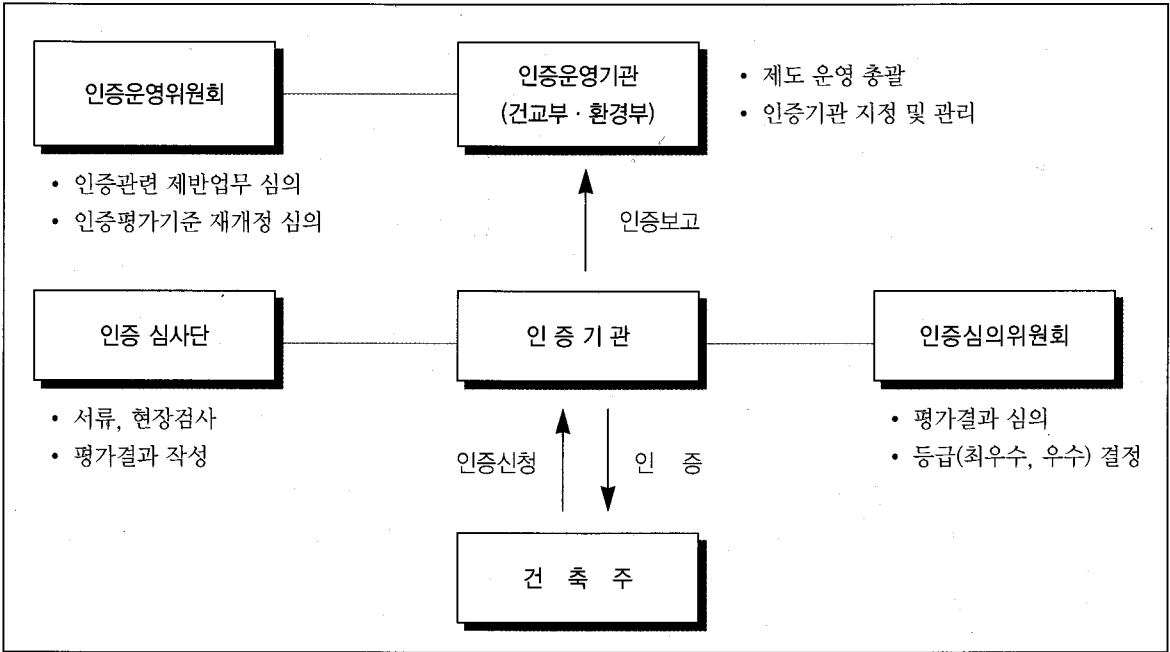 인증운영위원회
인증운영기관
(건교부 · 환경부)
• 제도 운영 총괄
• 인증기관 지정 및 관리
• 인증관련 제반업무 심의
• 인증평가기준 재개정 심의
인증보고
인증 심사단
인 증 기 관
인증심의위원회
• 서류, 현장검사
• 평가결과 작성
• 평가결과 심의
• 등급(최우수, 우수) 결정
인증신청
인 증
건 축 주